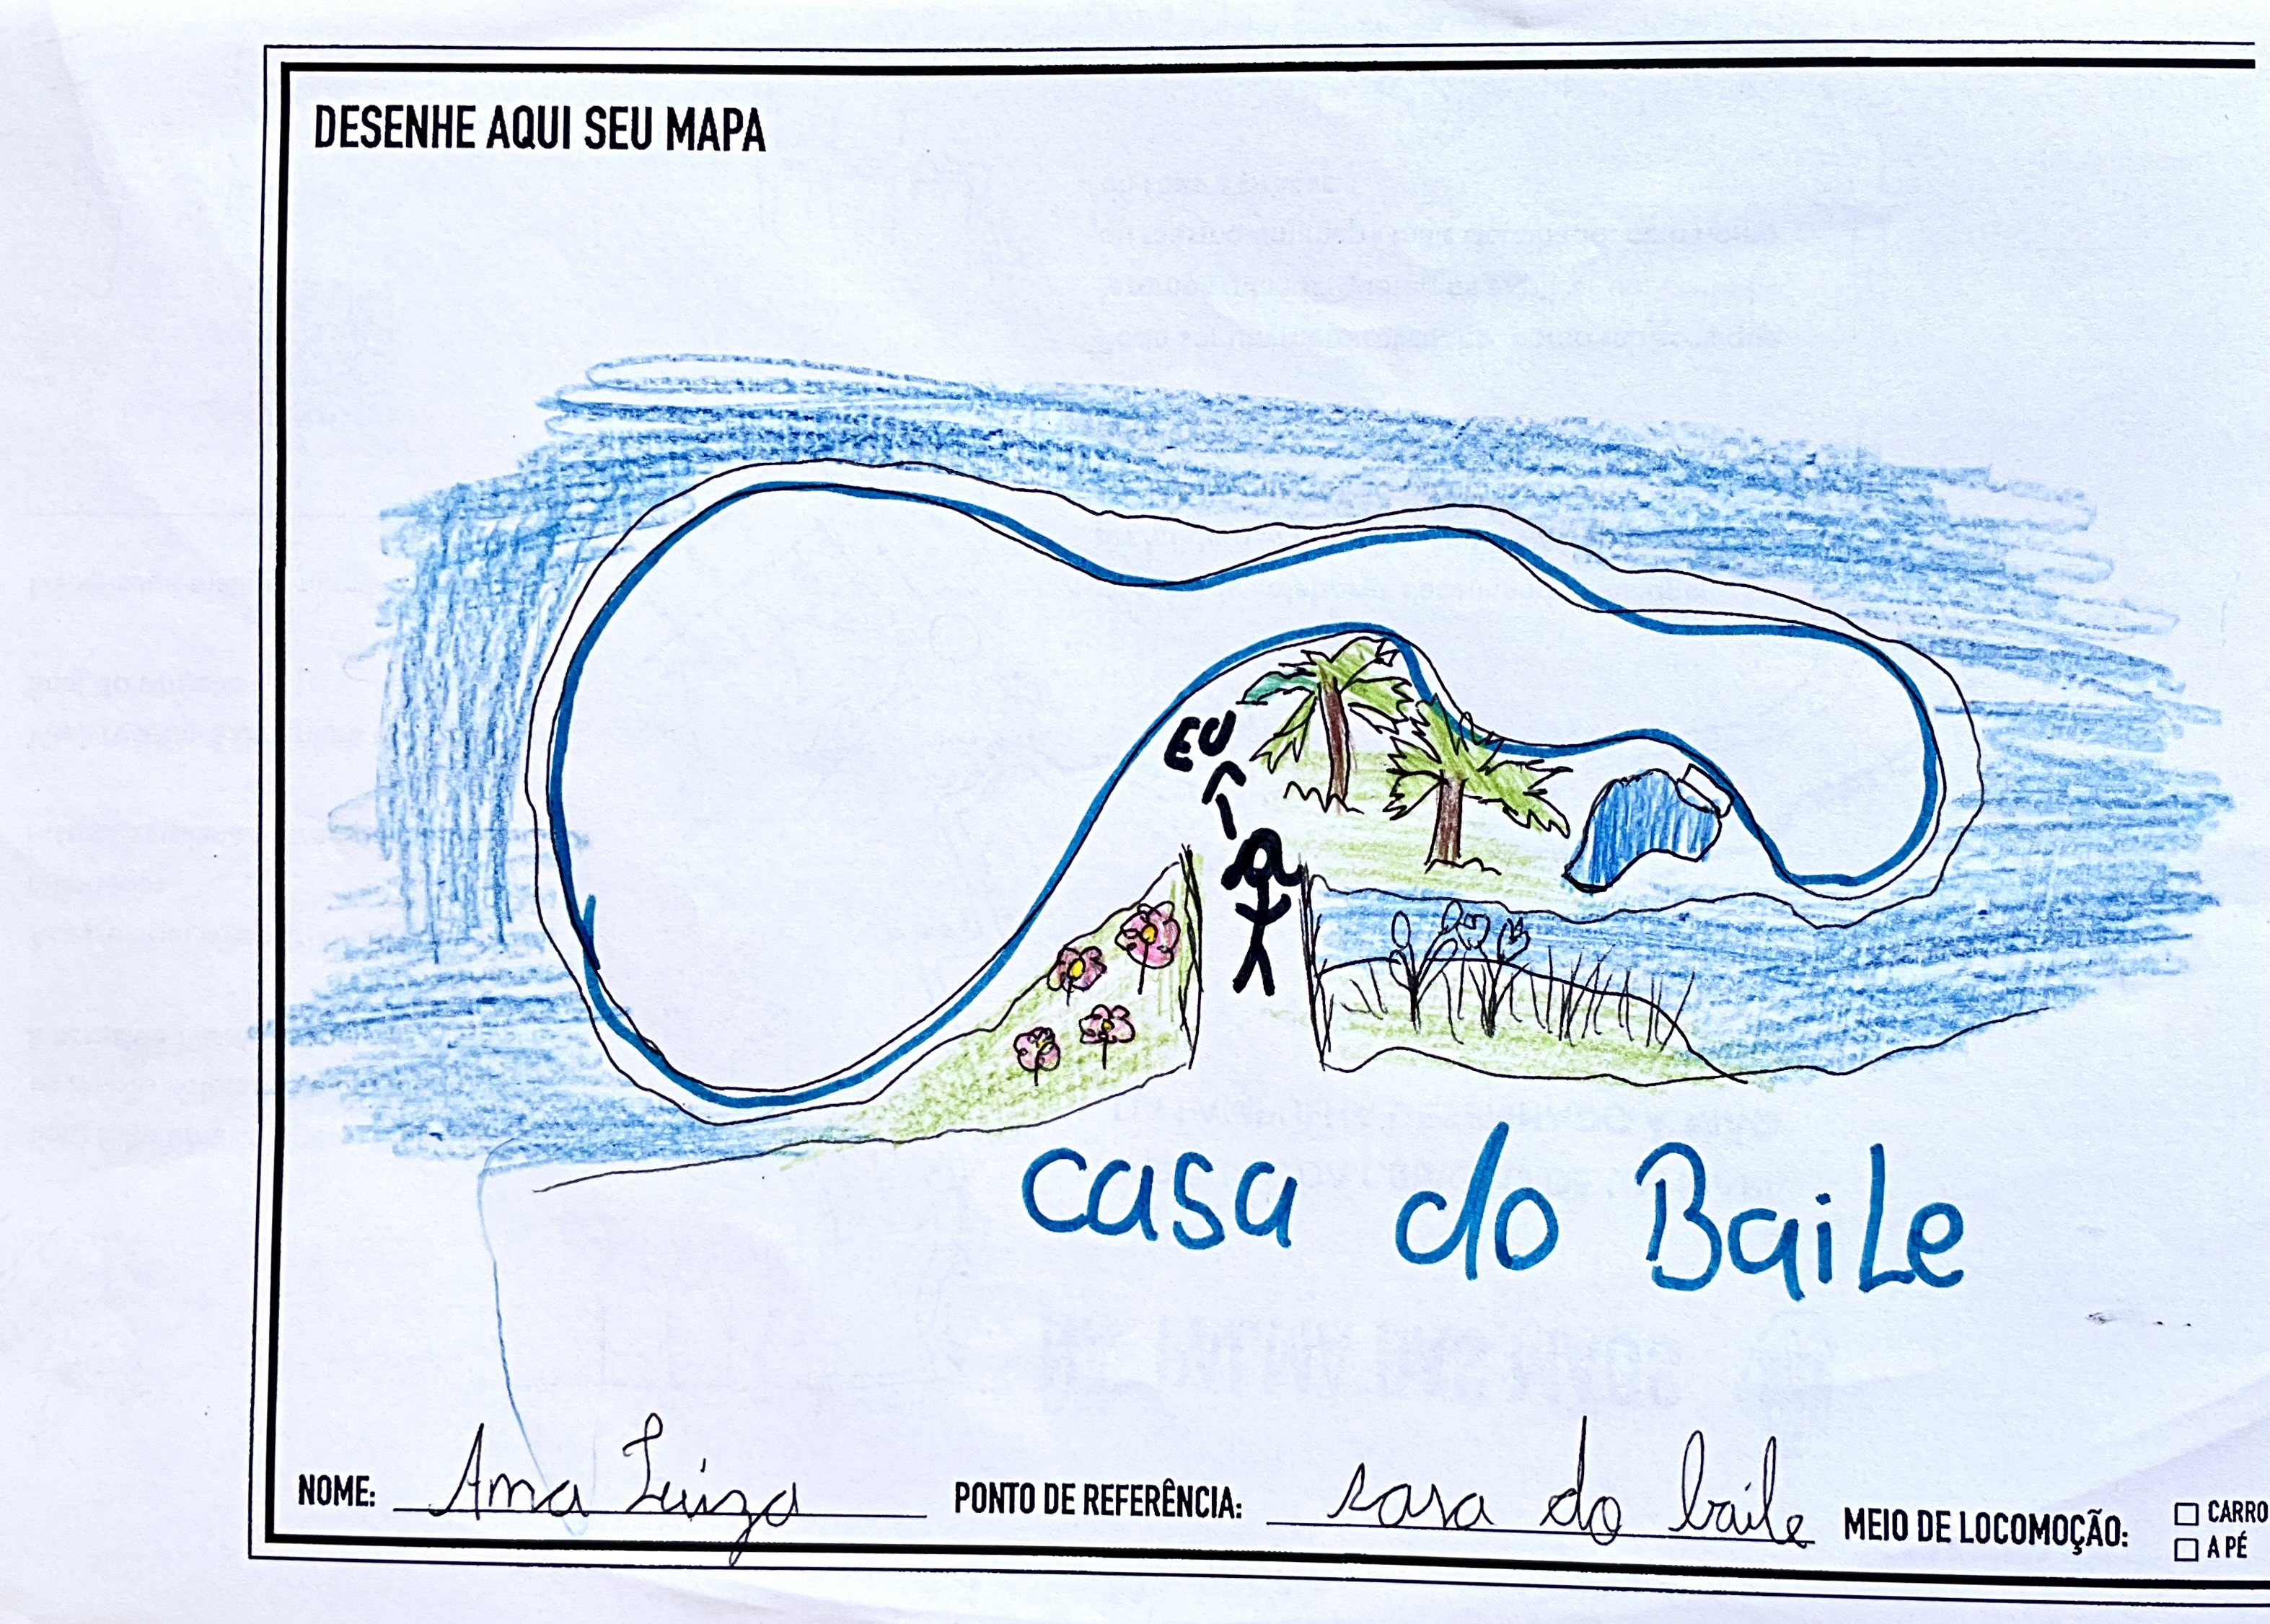 DESENHE AQUI SEU MAPA
EU
casa do BaiLe
NOME: Ana Luiza PONTO DE REFERÊNCIA: casa do baile MEIO DE LOCOMOÇÃO: ☐ CARRO
☐ A PÉ